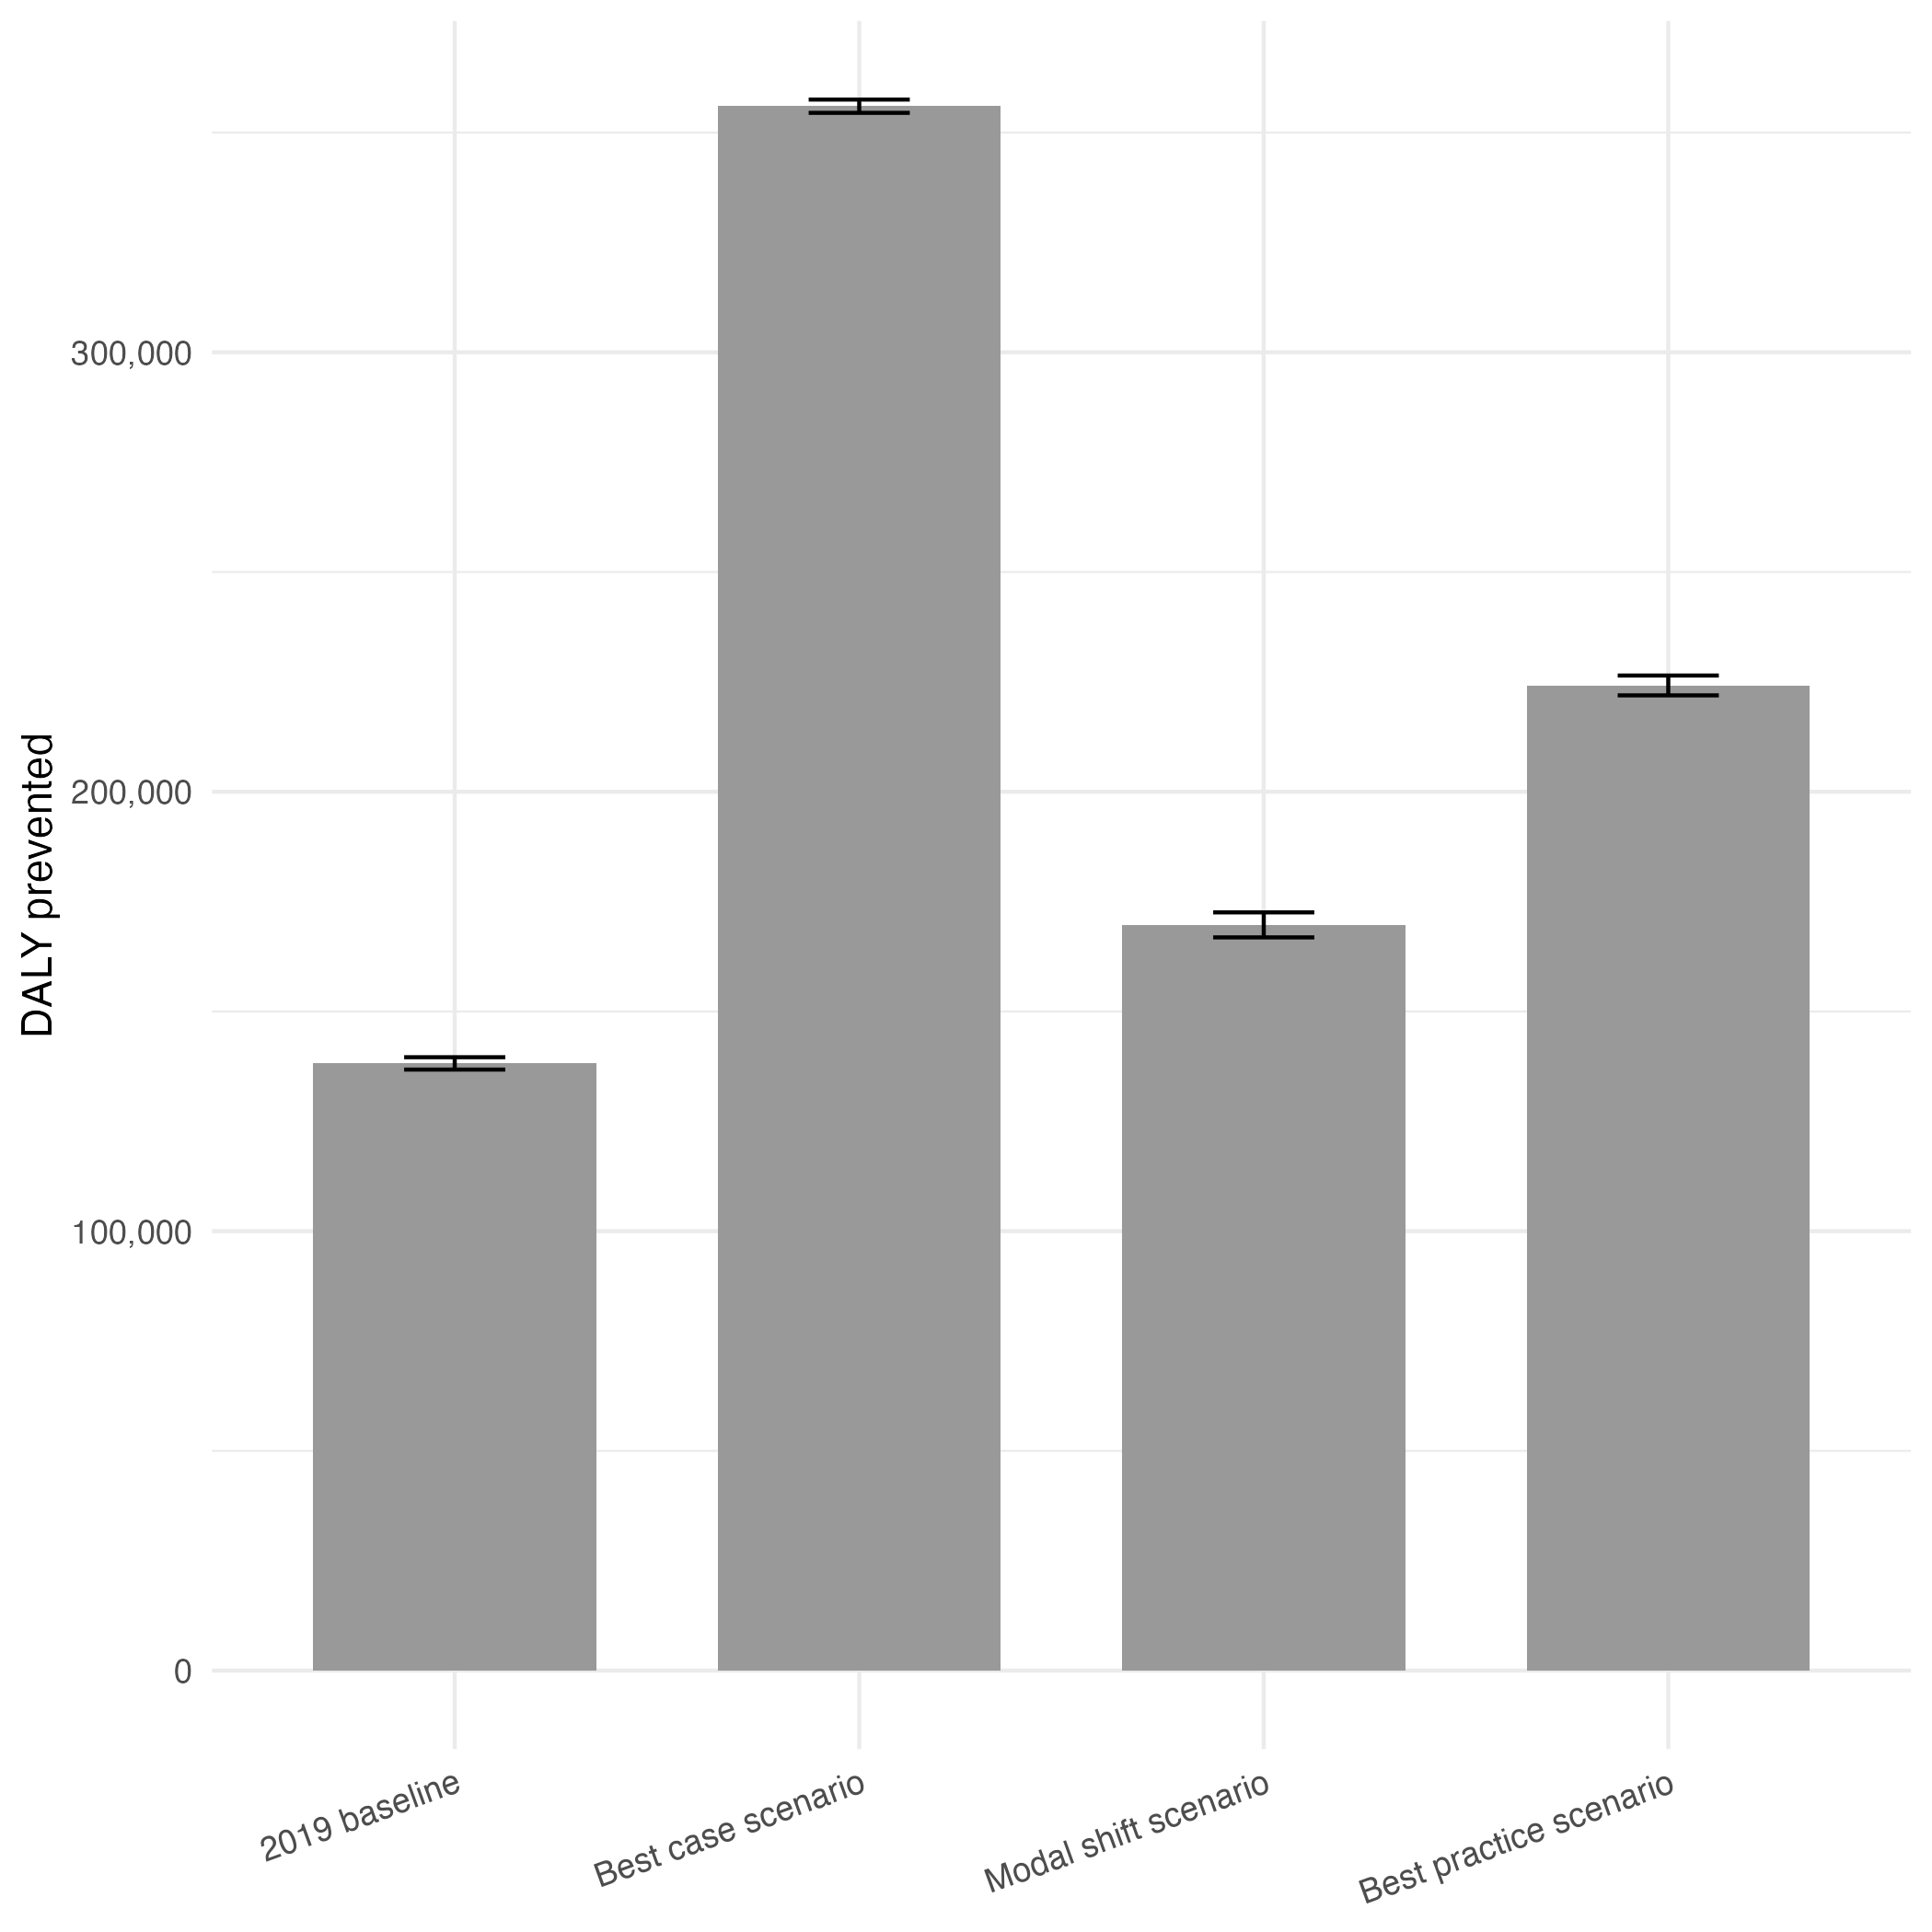 DALY prevented
300,000
200,000
100,000
0
2019 baseline
Best case scenario
Modal shift scenario
Best practice scenario